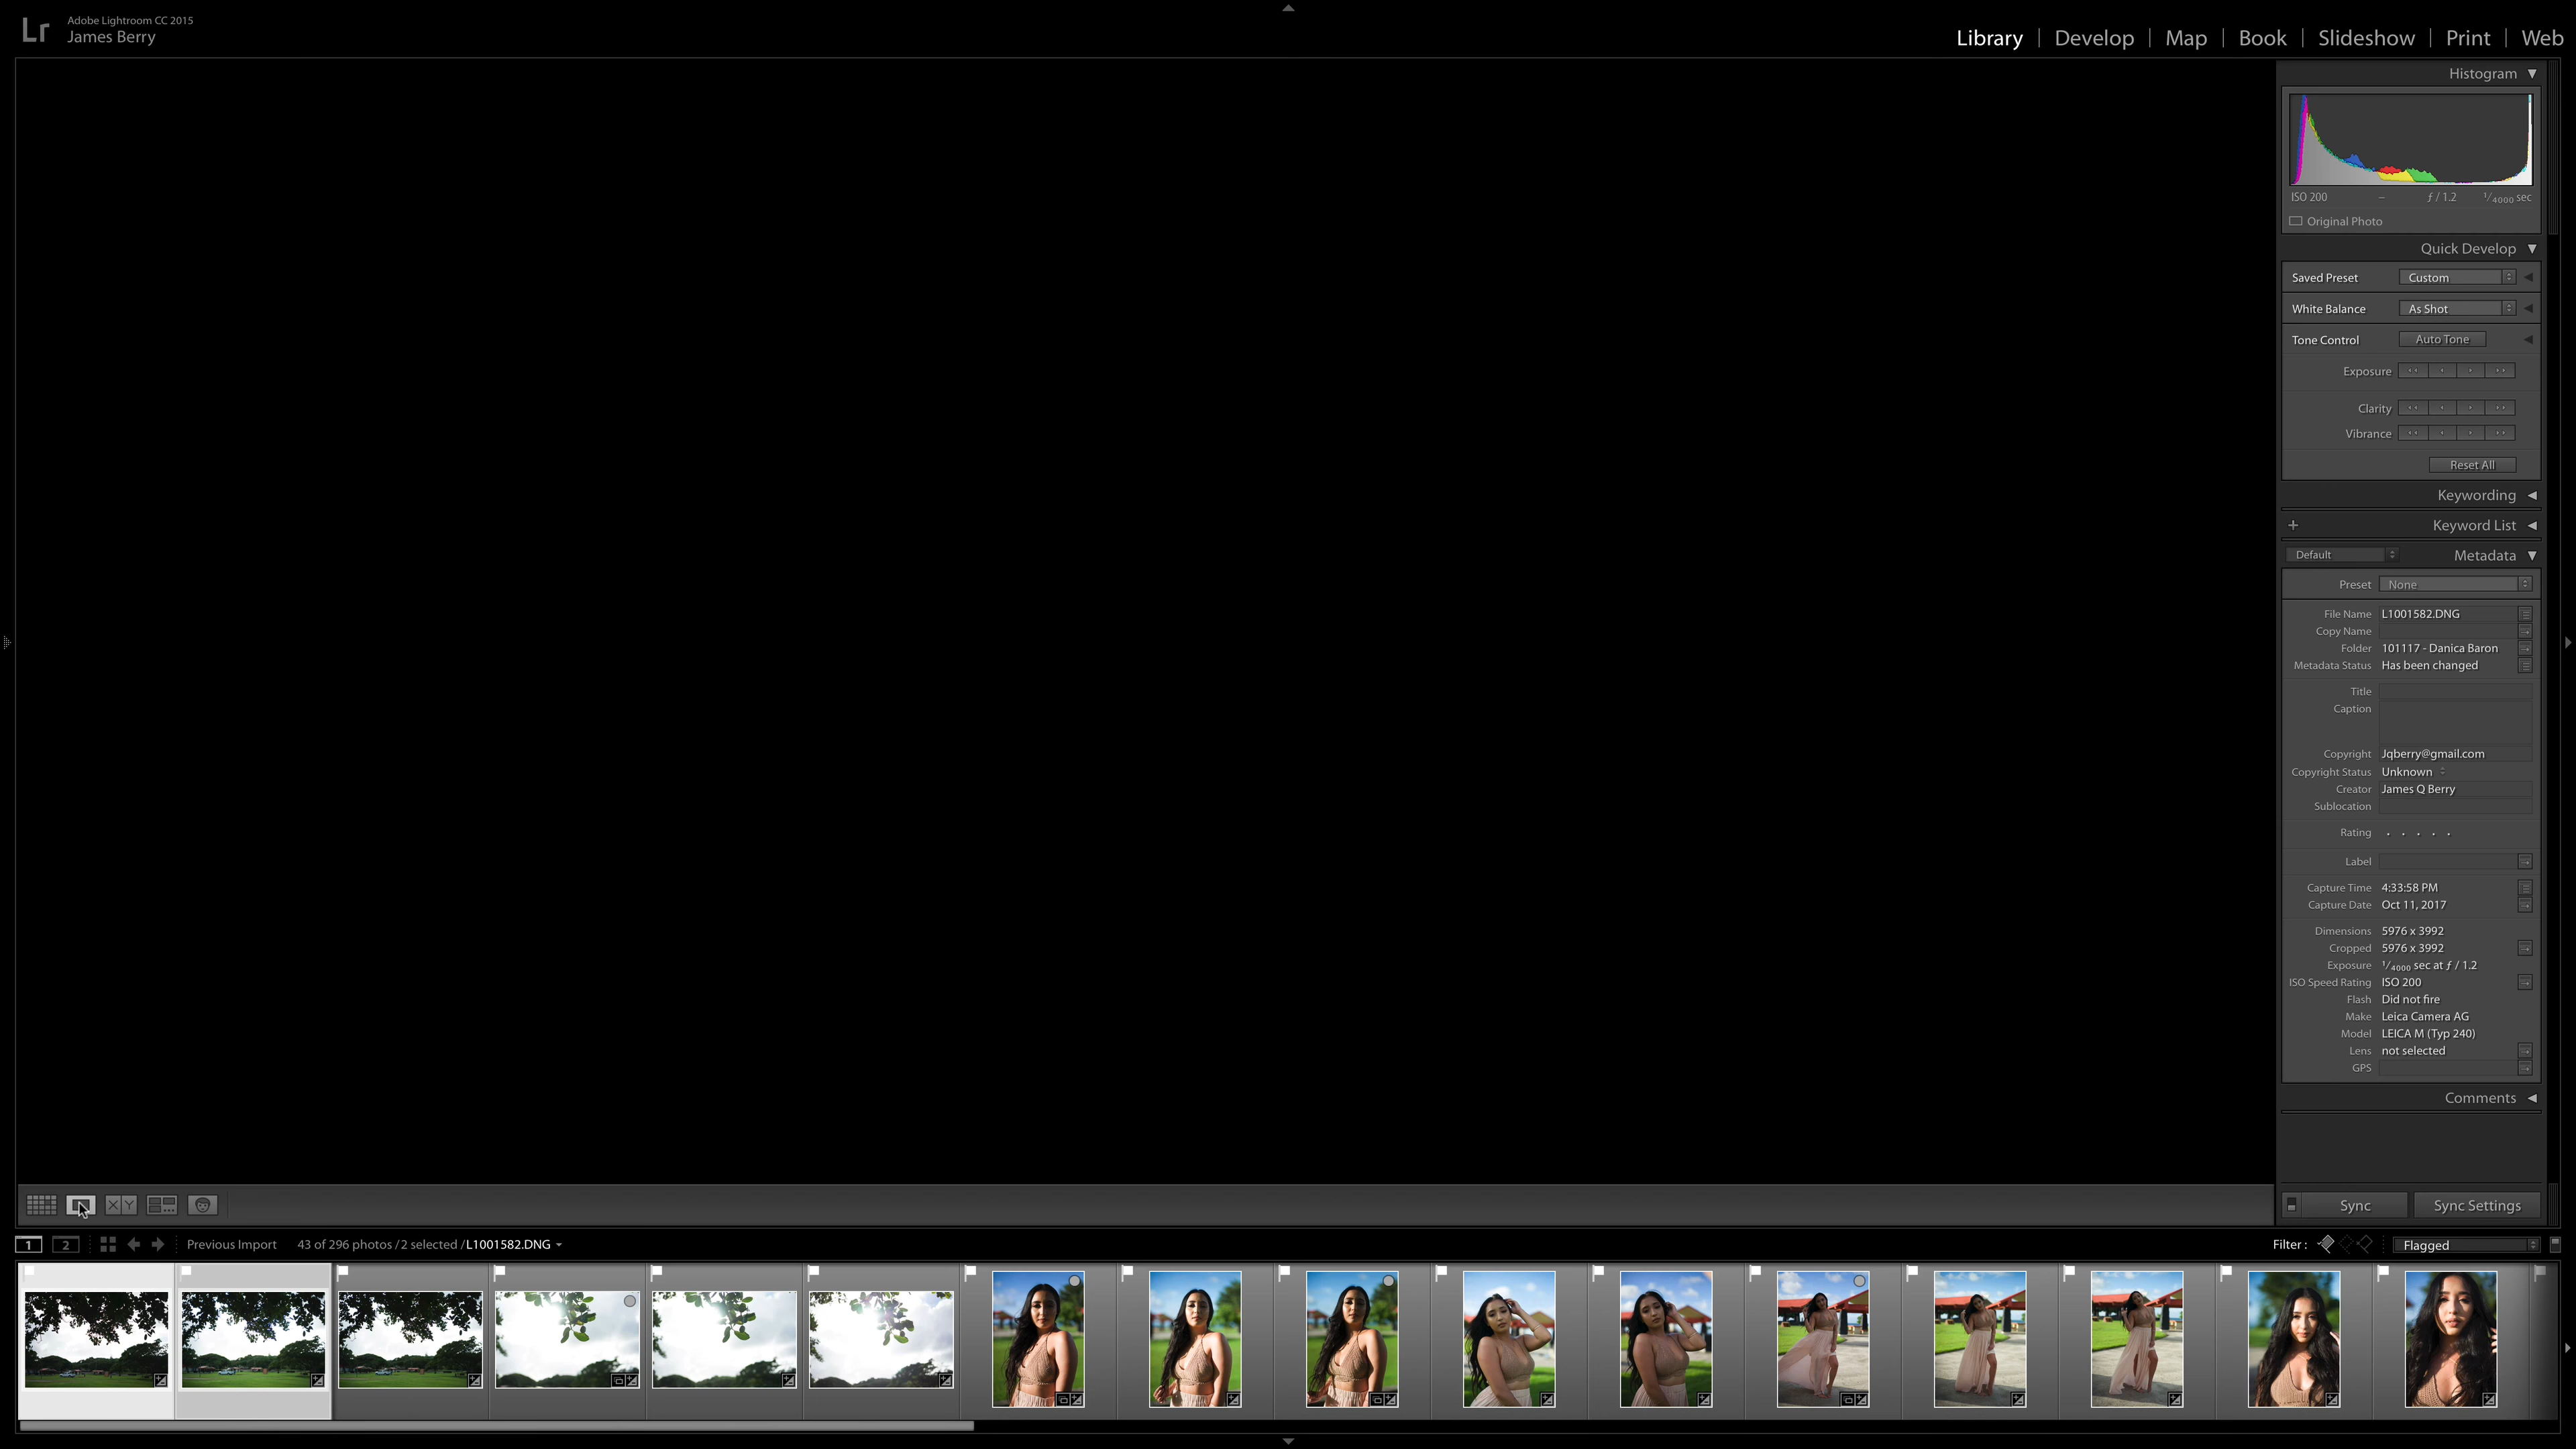 Lr
Adobe Lightroom CC 2015
James Berry
Library | Develop | Map | Book | Slideshow | Print | Web
Histogram
ISO 200 – ƒ / 1.2 1/4000 sec
Original Photo
Quick Develop
Saved Preset Custom
White Balance As Shot
Tone Control Auto Tone
Exposure
Clarity
Vibrance
Reset All
Keywording
+ Keyword List
Default Metadata
Preset None
File Name L1001582.DNG
Copy Name
Folder 101117 - Danica Baron
Metadata Status Has been changed
Title
Caption
Copyright Jqberry@gmail.com
Copyright Status Unknown
Creator James Q Berry
Sublocation
Rating . . . . .
Label
Capture Time 4:33:58 PM
Capture Date Oct 11, 2017
Dimensions 5976 x 3992
Cropped 5976 x 3992
Exposure 1/4000 sec at ƒ / 1.2
ISO Speed Rating ISO 200
Flash Did not fire
Make Leica Camera AG
Model LEICA M (Typ 240)
Lens not selected
GPS
Comments
X Y
Sync Sync Settings
1 2 Previous Import 43 of 296 photos / 2 selected / L1001582.DNG
Filter : Flagged